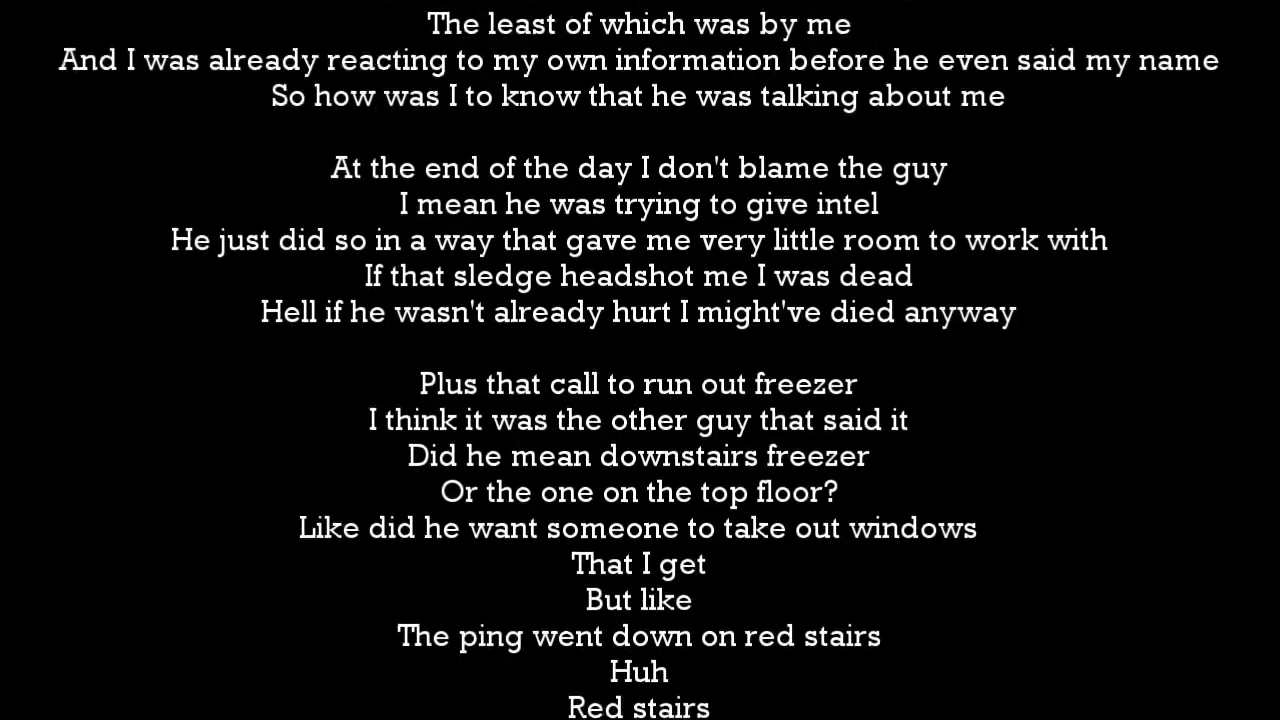 The least of which was by me
And I was already reacting to my own information before he even said my name
So how was I to know that he was talking about me
At the end of the day I don't blame the guy
I mean he was trying to give intel
He just did so in a way that gave me very little room to work with
If that sledge headshot me I was dead
Hell if he wasn't already hurt I might've died anyway
Plus that call to run out freezer
I think it was the other guy that said it
Did he mean downstairs freezer
Or the one on the top floor?
Like did he want someone to take out windows
That I get
But like
The ping went down on red stairs
Huh
Red stairs